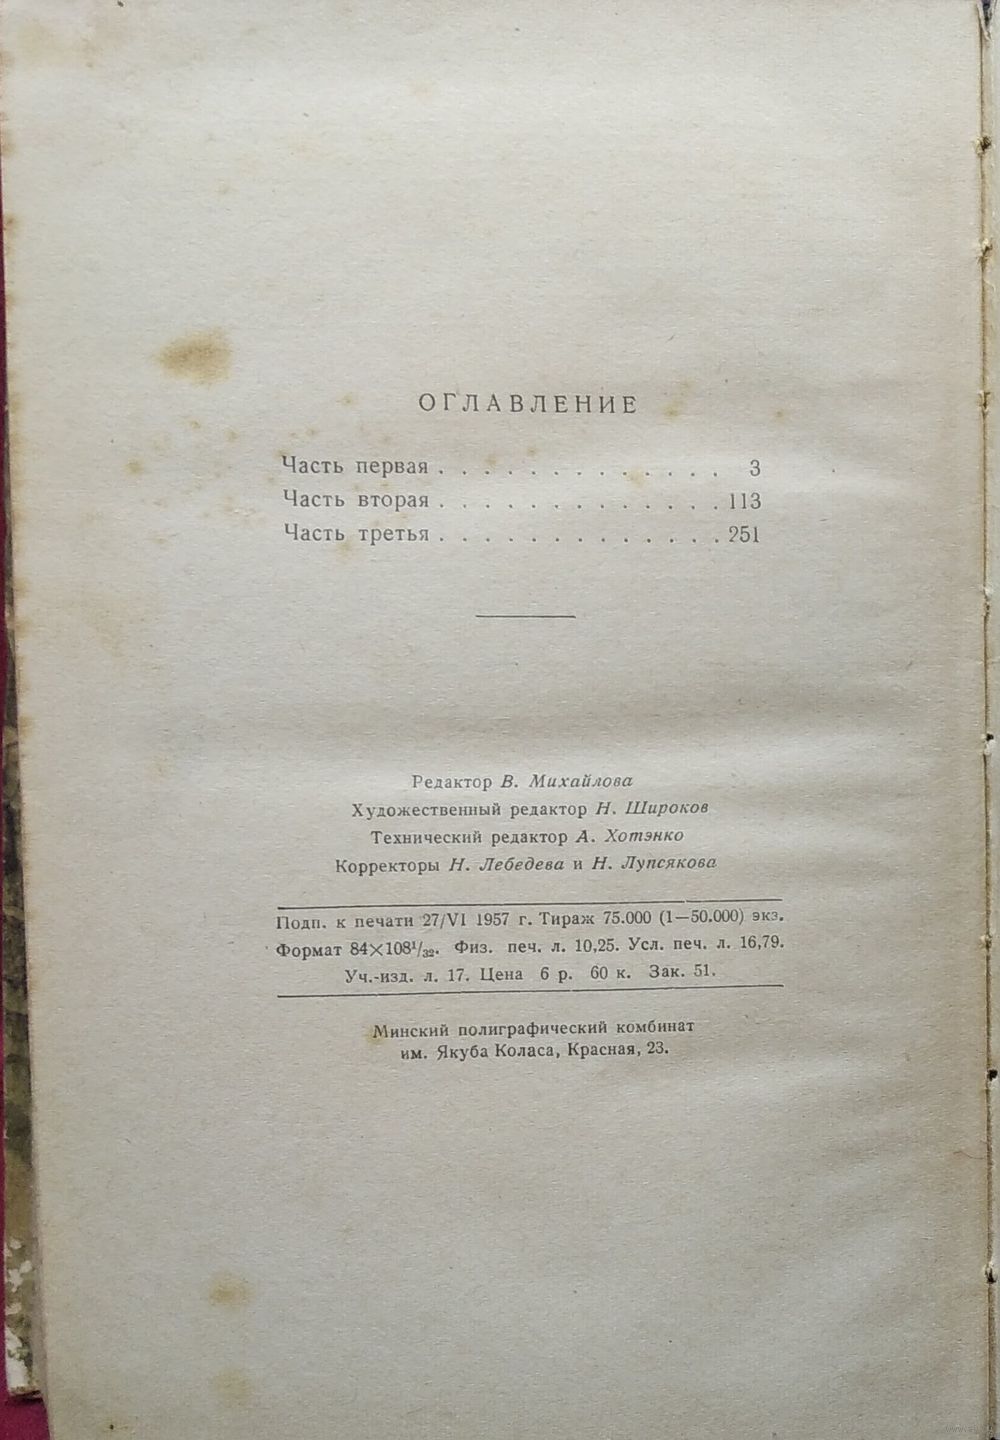 ОГЛАВЛЕНИЕ
Часть первая . . . . . . . . . . . . . 3
Часть вторая . . . . . . . . . . . . . 113
Часть третья . . . . . . . . . . . . . 251
Редактор В. Михайлова
Художественный редактор Н. Широков
Технический редактор А. Хотэнко
Корректоры Н. Лебедева и Н. Лупсякова
Подп. к печати 27/VI 1957 г. Тираж 75.000 (1—50.000) экз.
Формат 84×108¹/₃₂. Физ. печ. л. 10,25. Усл. печ. л. 16,79.
Уч.-изд. л. 17. Цена 6 р. 60 к. Зак. 51.
Минский полиграфический комбинат
им. Якуба Коласа, Красная, 23.